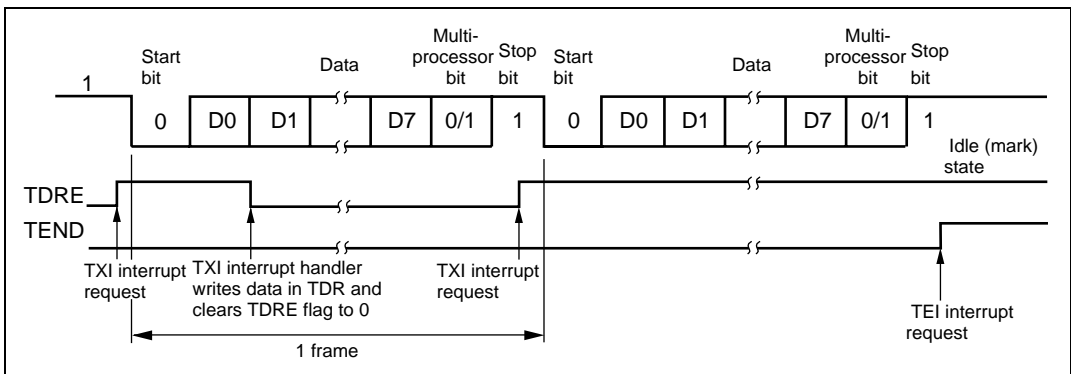 Start
bit
Data
Multi-
processor
bit
Stop
bit
Start
bit
Data
Multi-
processor
bit
Stop
bit
1
0 D0 D1 D7 0/1 1 0 D0 D1 D7 0/1 1
Idle (mark)
state
TDRE
TEND
TXI interrupt
request
TXI interrupt handler
writes data in TDR and
clears TDRE flag to 0
TXI interrupt
request
TEI interrupt
request
1 frame